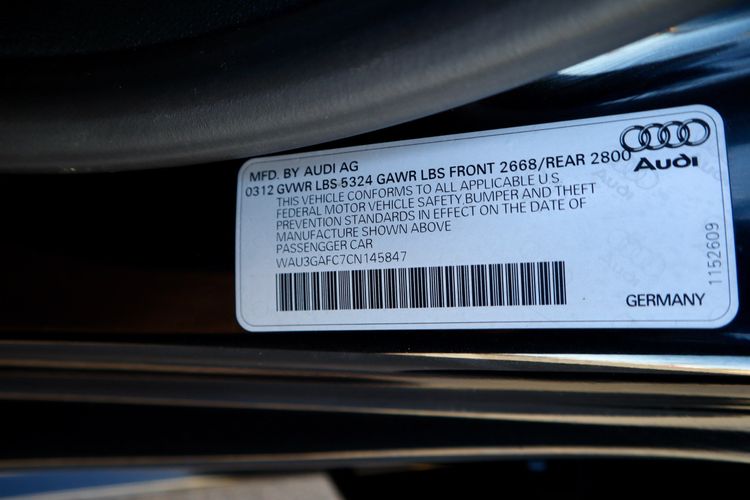 MFD. BY AUDI AG
0312 GVWR LBS 5324 GAWR LBS FRONT 2668/REAR 2800
Audi
THIS VEHICLE CONFORMS TO ALL APPLICABLE U.S.
FEDERAL MOTOR VEHICLE SAFETY, BUMPER AND THEFT
PREVENTION STANDARDS IN EFFECT ON THE DATE OF
MANUFACTURE SHOWN ABOVE
PASSENGGER CAR
WAU3GAFC7CN145847
GERMANY
1152609